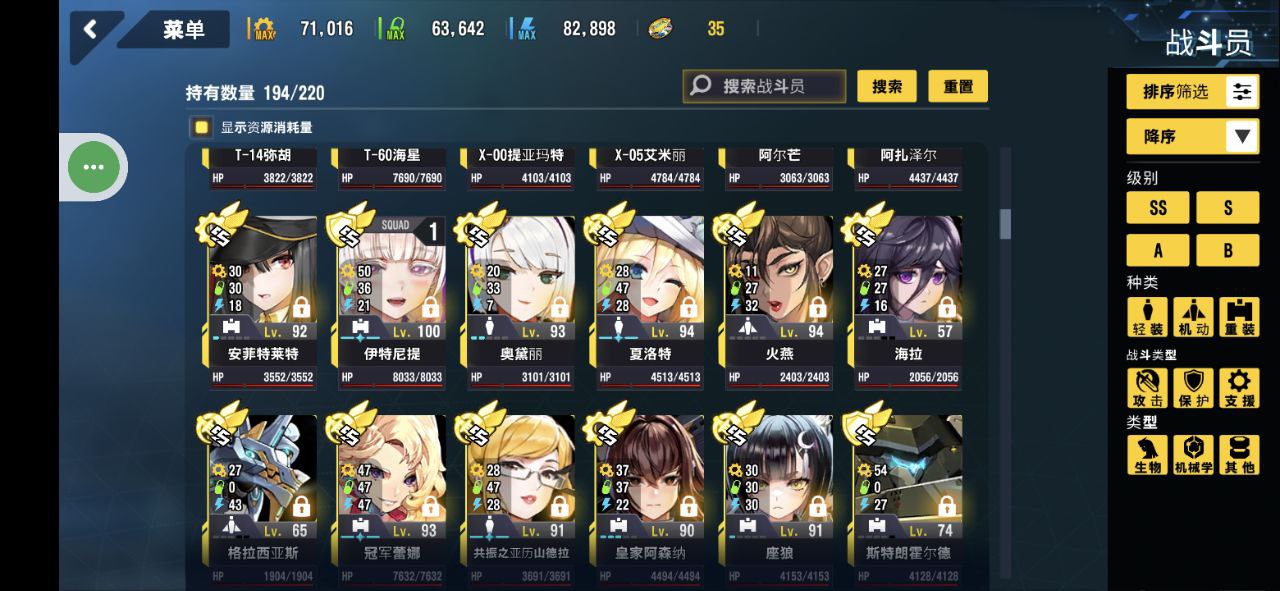 菜单
MAX 71,016
MAX 63,642
MAX 82,898
35
战斗员
持有数量 194/220
搜索战斗员
搜索
重置
显示资源消耗量
T-14弥胡
HP 3822/3822
T-60海星
HP 7690/7690
X-00提亚玛特
HP 4103/4103
X-05艾米丽
HP 4784/4784
阿尔芒
HP 3063/3063
阿扎泽尔
HP 4437/4437
SS
30
30
18
Lv. 92
安菲特莱特
HP 3552/3552
SS
SQUAD 1
50
36
21
Lv. 100
伊特尼提
HP 8033/8033
SS
20
33
7
Lv. 93
奥黛丽
HP 3101/3101
SS
28
47
28
Lv. 94
夏洛特
HP 4513/4513
SS
11
27
32
Lv. 94
火燕
HP 2403/2403
SS
27
27
16
Lv. 57
海拉
HP 2056/2056
SS
27
0
43
Lv. 65
格拉西亚斯
HP 1904/1904
SS
47
47
47
Lv. 93
冠军蕾娜
HP 7632/7632
SS
28
47
28
Lv. 91
共振之亚历山德拉
HP 3691/3691
SS
37
37
22
Lv. 90
皇家阿森纳
HP 4494/4494
SS
30
30
30
Lv. 91
座狼
HP 4153/4153
SS
54
0
27
Lv. 74
斯特朗霍尔德
HP 4128/4128
排序筛选
降序
级别
SS
S
A
B
种类
轻装
机动
重装
战斗类型
攻击
保护
支援
类型
生物
机械学
其他